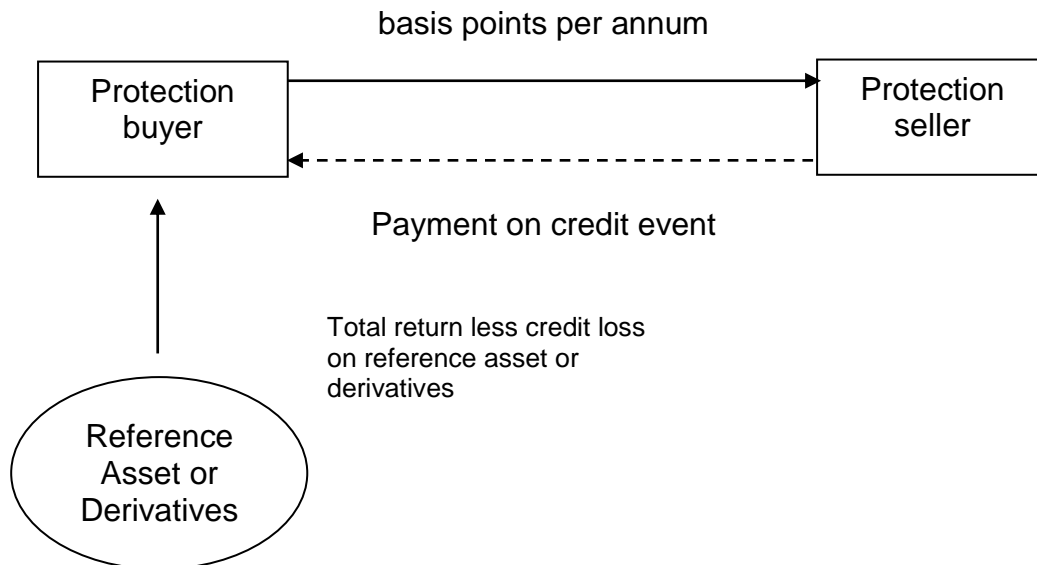 basis points per annum
Protection
buyer
Protection
seller
Payment on credit event
Total return less credit loss
on reference asset or
derivatives
Reference
Asset or
Derivatives